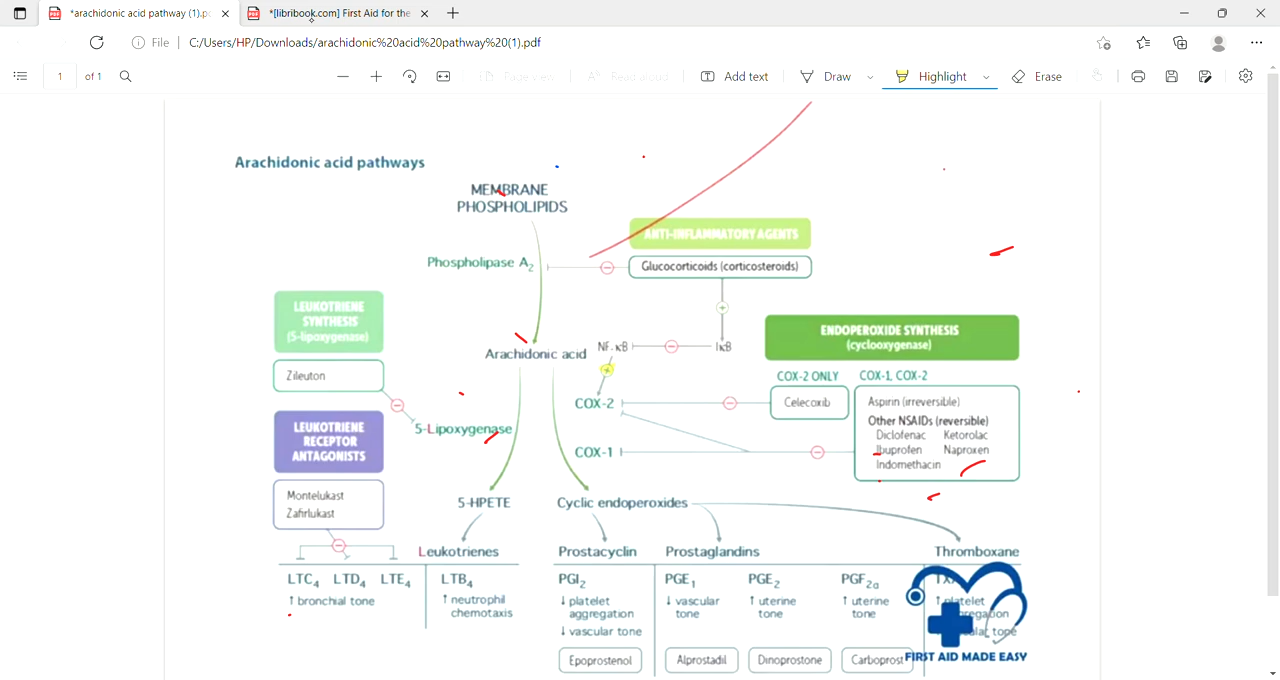 *arachidonic acid pathway (1).p
*[libribook.com] First Aid for the
File
C:/Users/HP/Downloads/arachidonic%20acid%20pathway%20(1).pdf
1 of 1
Page view
Read aloud
Add text
Draw
Highlight
Erase
Arachidonic acid pathways
MEMBRANE
PHOSPHOLIPIDS
ANTI-INFLAMMATORY AGENTS
Phospholipase A2
Glucocorticoids (corticosteroids)
LEUKOTRIENE
SYNTHESIS
(5-lipoxygenase)
ENDOPEROXIDE SYNTHESIS
(cyclooxygenase)
Arachidonic acid
NF-κB
IκB
Zileuton
COX-2 ONLY
COX-1, COX-2
COX-2
Celecoxib
Aspirin (irreversible)
Other NSAIDs (reversible)
Diclofenac Ketorolac
Ibuprofen Naproxen
Indomethacin
LEUKOTRIENE
RECEPTOR
ANTAGONISTS
5-Lipoxygenase
COX-1
Montelukast
Zafirlukast
5-HPETE
Cyclic endoperoxides
Leukotrienes
Prostacyclin
Prostaglandins
Thromboxane
LTC4 LTD4 LTE4
↑ bronchial tone
LTB4
↑ neutrophil
chemotaxis
PGI2
↓ platelet
aggregation
↓ vascular tone
Epoprostenol
PGE1
↓ vascular
tone
Alprostadil
PGE2
↑ uterine
tone
Dinoprostone
PGF2α
↑ uterine
tone
Carboprost
↑ platelet
tone
FIRST AID MADE EASY